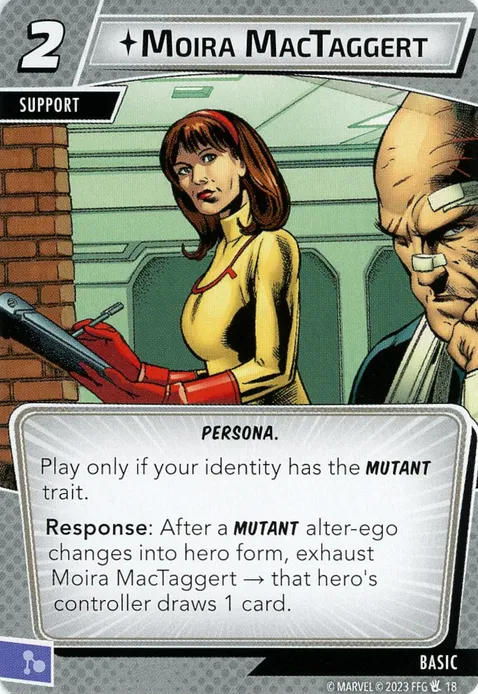 2
✦MOIRA MACTAGGERT
SUPPORT
PERSONA.
Play only if your identity has the MUTANT
trait.
Response: After a MUTANT alter-ego
changes into hero form, exhaust
Moira MacTaggert → that hero's
controller draws 1 card.
BASIC
© MARVEL © 2023 FFG 18